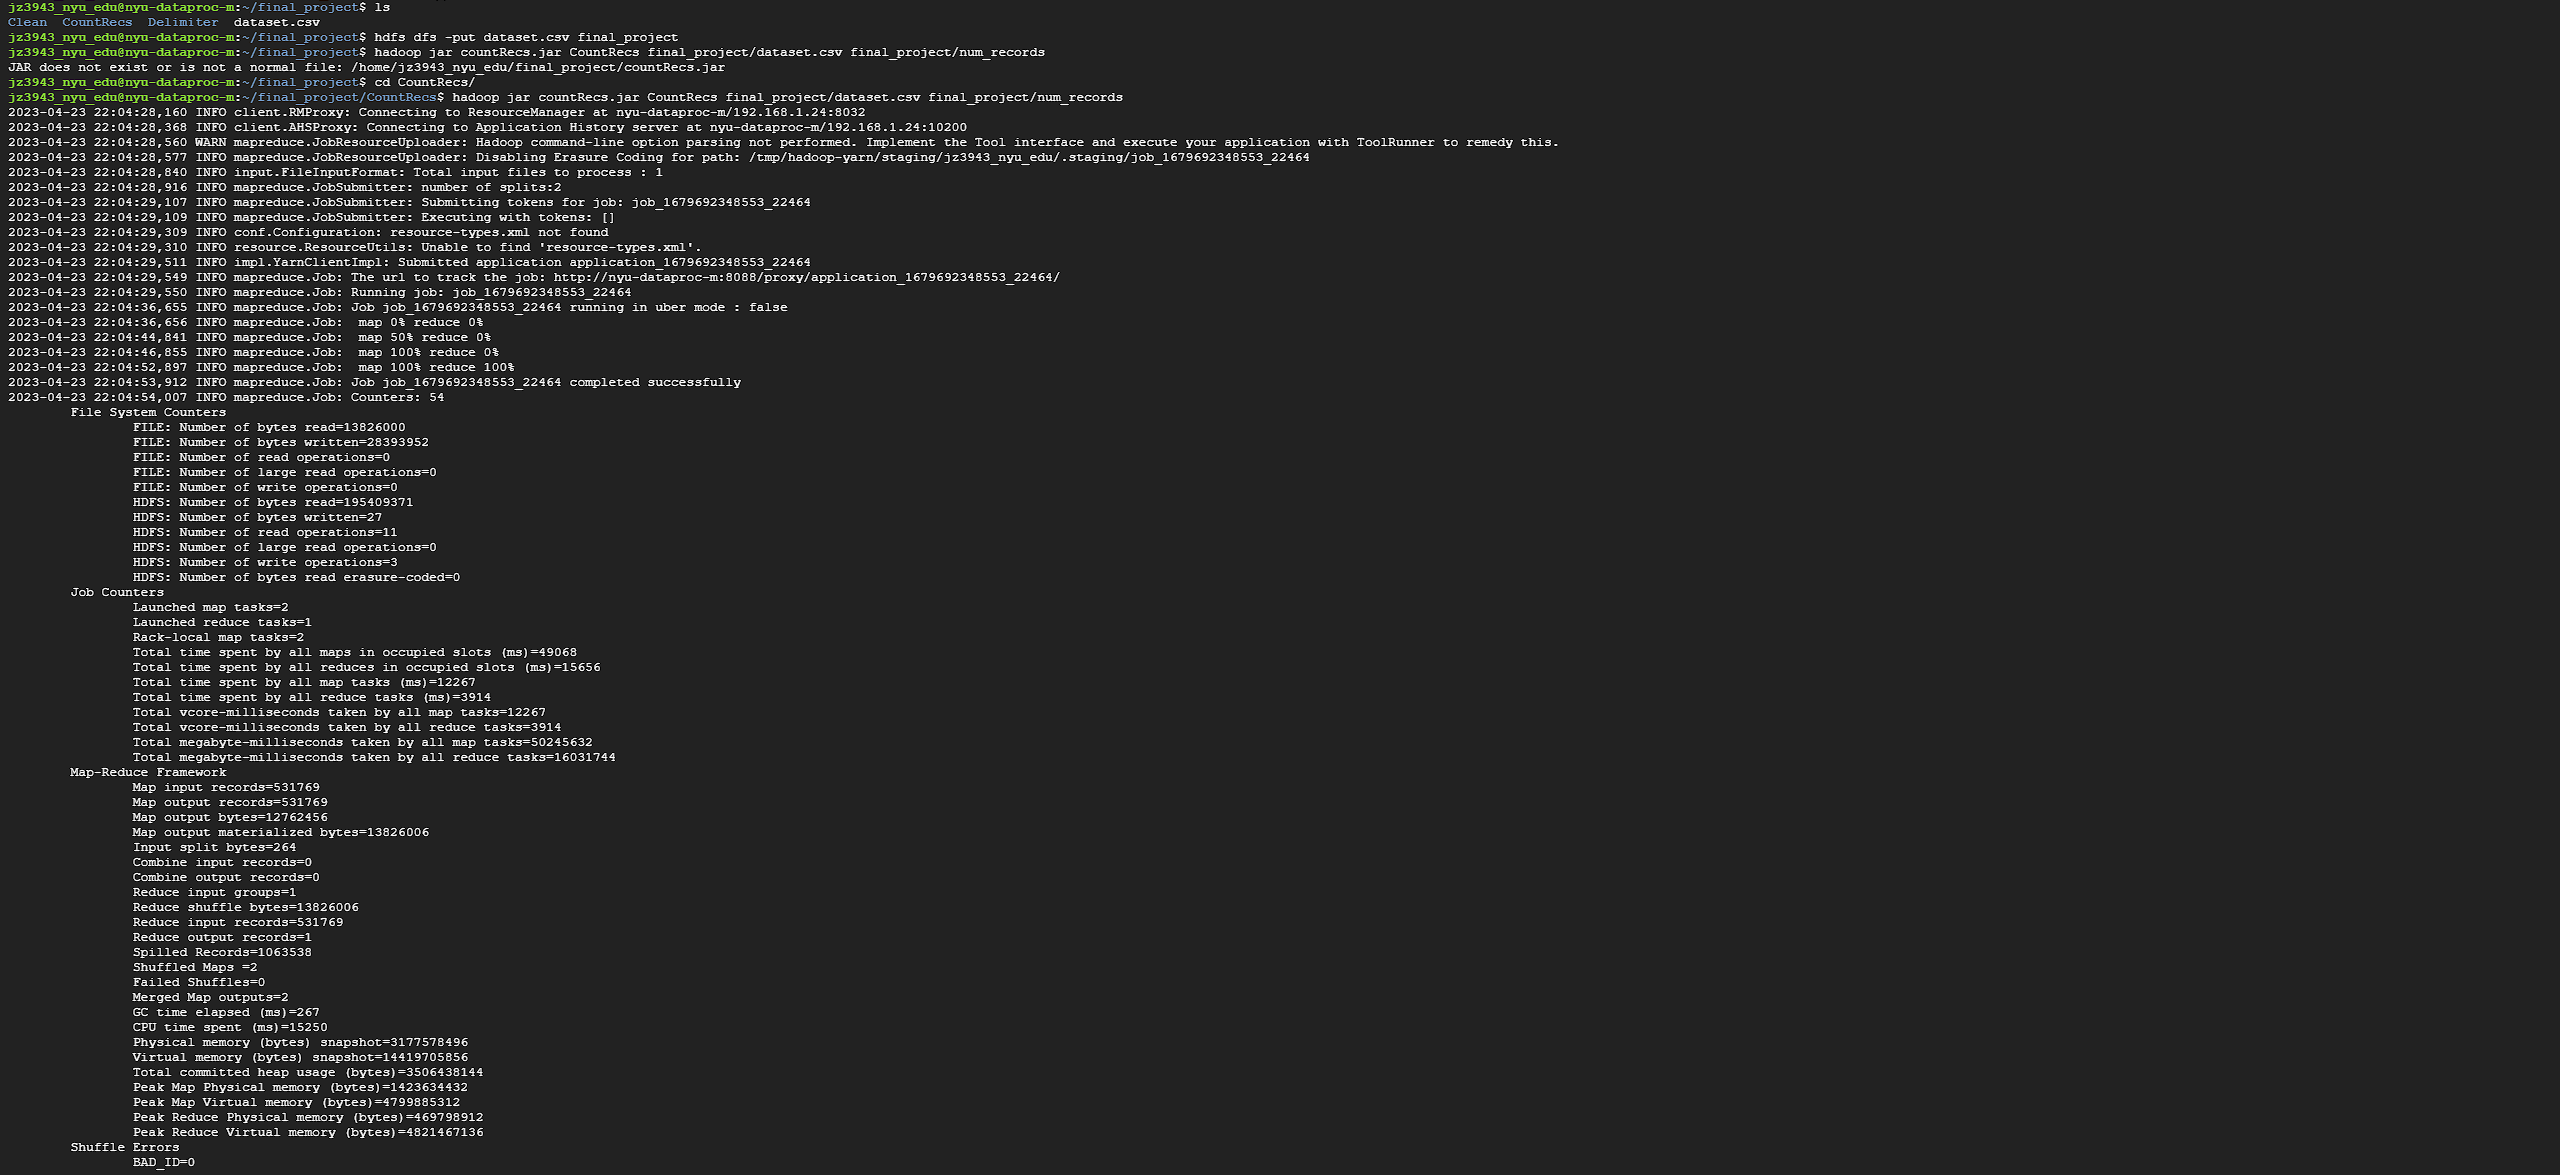 jz3943_nyu_edu@nyu-dataproc-m:~/final_project$ ls
Clean  CountRecs  Delimiter  dataset.csv
jz3943_nyu_edu@nyu-dataproc-m:~/final_project$ hdfs dfs -put dataset.csv final_project
jz3943_nyu_edu@nyu-dataproc-m:~/final_project$ hadoop jar countRecs.jar CountRecs final_project/dataset.csv final_project/num_records
JAR does not exist or is not a normal file: /home/jz3943_nyu_edu/final_project/countRecs.jar
jz3943_nyu_edu@nyu-dataproc-m:~/final_project$ cd CountRecs/
jz3943_nyu_edu@nyu-dataproc-m:~/final_project/CountRecs$ hadoop jar countRecs.jar CountRecs final_project/dataset.csv final_project/num_records
2023-04-23 22:04:28,160 INFO client.RMProxy: Connecting to ResourceManager at nyu-dataproc-m/192.168.1.24:8032
2023-04-23 22:04:28,368 INFO client.AHSProxy: Connecting to Application History server at nyu-dataproc-m/192.168.1.24:10200
2023-04-23 22:04:28,560 WARN mapreduce.JobResourceUploader: Hadoop command-line option parsing not performed. Implement the Tool interface and execute your application with ToolRunner to remedy this.
2023-04-23 22:04:28,577 INFO mapreduce.JobResourceUploader: Disabling Erasure Coding for path: /tmp/hadoop-yarn/staging/jz3943_nyu_edu/.staging/job_1679692348553_22464
2023-04-23 22:04:28,840 INFO input.FileInputFormat: Total input files to process : 1
2023-04-23 22:04:28,916 INFO mapreduce.JobSubmitter: number of splits:2
2023-04-23 22:04:29,107 INFO mapreduce.JobSubmitter: Submitting tokens for job: job_1679692348553_22464
2023-04-23 22:04:29,109 INFO mapreduce.JobSubmitter: Executing with tokens: []
2023-04-23 22:04:29,309 INFO conf.Configuration: resource-types.xml not found
2023-04-23 22:04:29,310 INFO resource.ResourceUtils: Unable to find 'resource-types.xml'.
2023-04-23 22:04:29,511 INFO impl.YarnClientImpl: Submitted application application_1679692348553_22464
2023-04-23 22:04:29,549 INFO mapreduce.Job: The url to track the job: http://nyu-dataproc-m:8088/proxy/application_1679692348553_22464/
2023-04-23 22:04:29,550 INFO mapreduce.Job: Running job: job_1679692348553_22464
2023-04-23 22:04:36,655 INFO mapreduce.Job: Job job_1679692348553_22464 running in uber mode : false
2023-04-23 22:04:36,656 INFO mapreduce.Job:  map 0% reduce 0%
2023-04-23 22:04:44,841 INFO mapreduce.Job:  map 50% reduce 0%
2023-04-23 22:04:46,855 INFO mapreduce.Job:  map 100% reduce 0%
2023-04-23 22:04:52,897 INFO mapreduce.Job:  map 100% reduce 100%
2023-04-23 22:04:53,912 INFO mapreduce.Job: Job job_1679692348553_22464 completed successfully
2023-04-23 22:04:54,007 INFO mapreduce.Job: Counters: 54
File System Counters
FILE: Number of bytes read=13826000
FILE: Number of bytes written=28393952
FILE: Number of read operations=0
FILE: Number of large read operations=0
FILE: Number of write operations=0
HDFS: Number of bytes read=195409371
HDFS: Number of bytes written=27
HDFS: Number of read operations=11
HDFS: Number of large read operations=0
HDFS: Number of write operations=3
HDFS: Number of bytes read erasure-coded=0
Job Counters
Launched map tasks=2
Launched reduce tasks=1
Rack-local map tasks=2
Total time spent by all maps in occupied slots (ms)=49068
Total time spent by all reduces in occupied slots (ms)=15656
Total time spent by all map tasks (ms)=12267
Total time spent by all reduce tasks (ms)=3914
Total vcore-milliseconds taken by all map tasks=12267
Total vcore-milliseconds taken by all reduce tasks=3914
Total megabyte-milliseconds taken by all map tasks=50245632
Total megabyte-milliseconds taken by all reduce tasks=16031744
Map-Reduce Framework
Map input records=531769
Map output records=531769
Map output bytes=12762456
Map output materialized bytes=13826006
Input split bytes=264
Combine input records=0
Combine output records=0
Reduce input groups=1
Reduce shuffle bytes=13826006
Reduce input records=531769
Reduce output records=1
Spilled Records=1063538
Shuffled Maps =2
Failed Shuffles=0
Merged Map outputs=2
GC time elapsed (ms)=267
CPU time spent (ms)=15250
Physical memory (bytes) snapshot=3177578496
Virtual memory (bytes) snapshot=14419705856
Total committed heap usage (bytes)=3506438144
Peak Map Physical memory (bytes)=1423634432
Peak Map Virtual memory (bytes)=4799885312
Peak Reduce Physical memory (bytes)=469798912
Peak Reduce Virtual memory (bytes)=4821467136
Shuffle Errors
BAD_ID=0